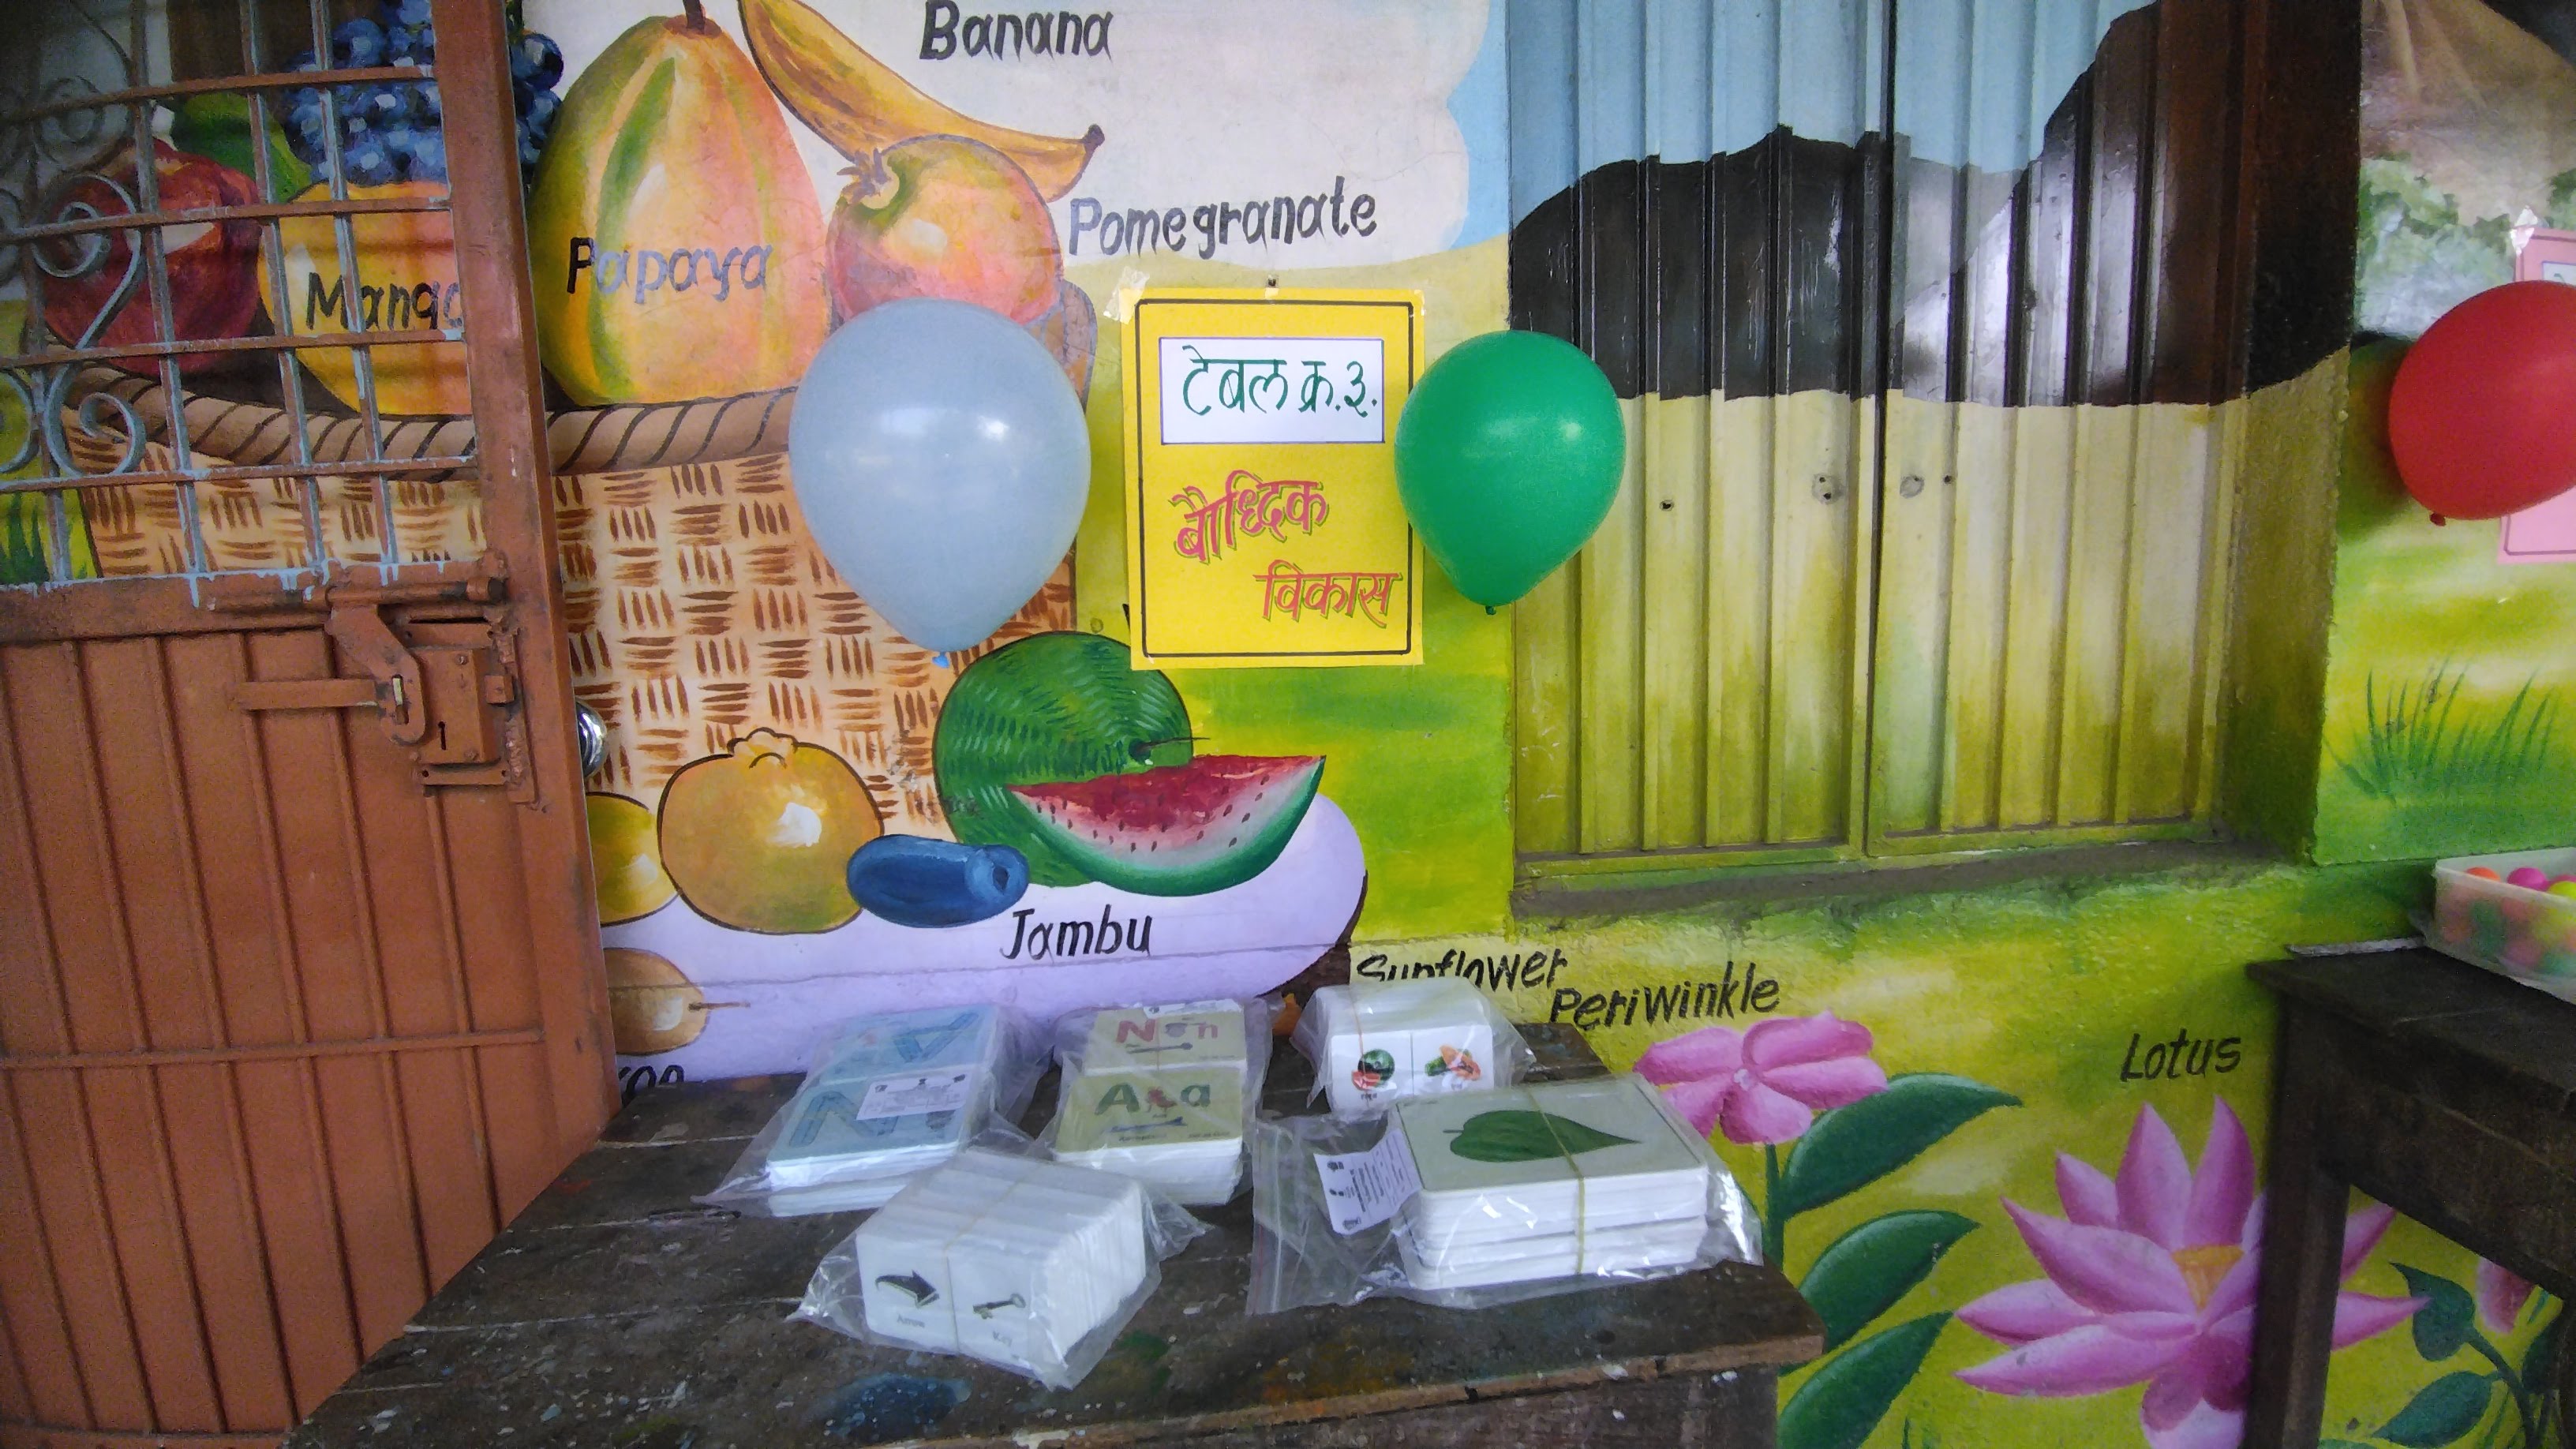 Banana
Pomegranate
Papaya
Mango
टेबल क्र.३.
बौध्दिक
विकास
Jambu
Sunflower
Periwinkle
Lotus
N n
A a
Arrow
Key